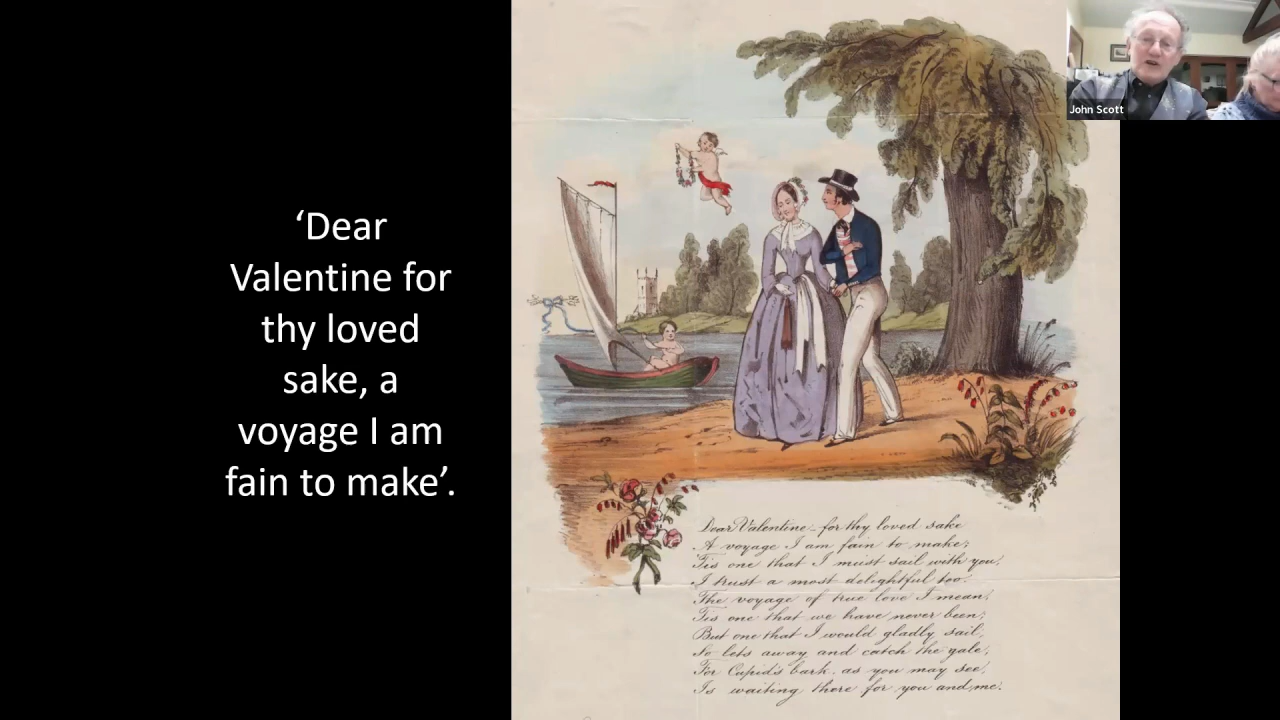 ‘Dear
Valentine for
thy loved
sake, a
voyage I am
fain to make’.
John Scott
Dear Valentine – for thy loved sake
A voyage I am fain to make;
Tis one that I must sail with you,
I trust a most delightful too.
The voyage of true love I mean;
Tis one that we have never been;
But one that I would gladly sail,
So lets away and catch the gale;
For Cupid's bark, as you may see,
Is waiting there for you and me.